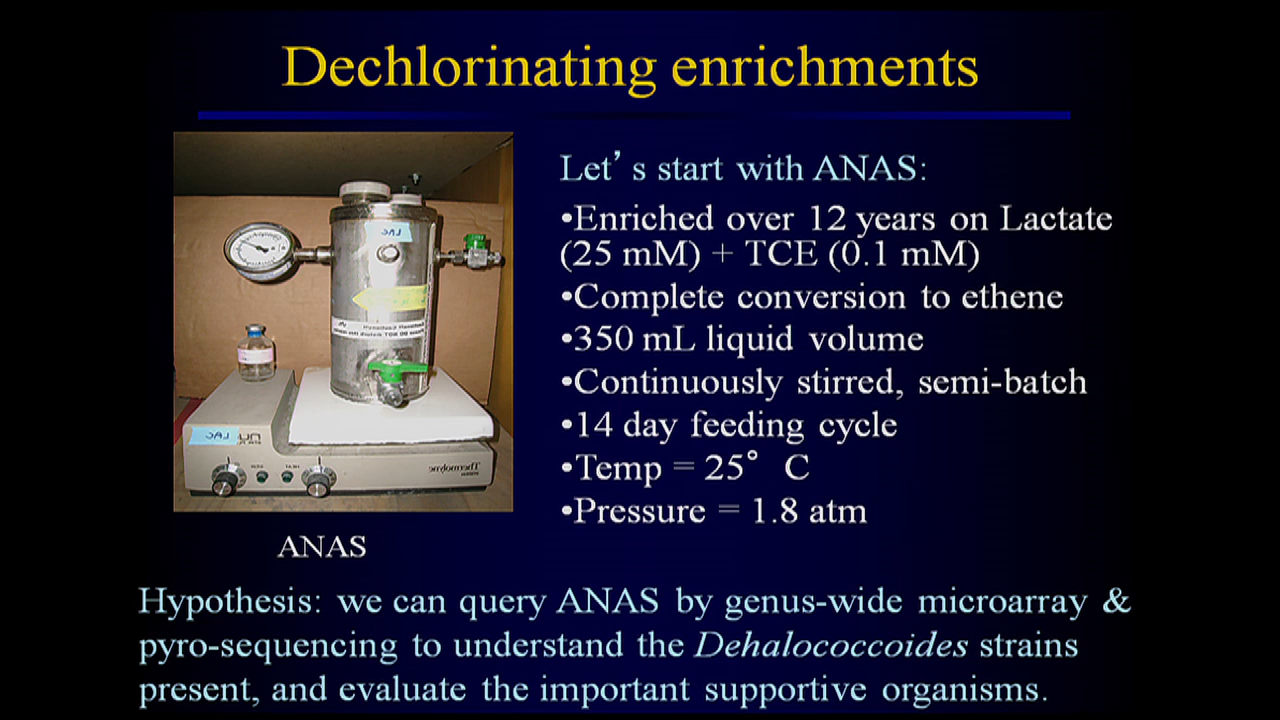 Dechlorinating enrichments
Let’s start with ANAS:
•Enriched over 12 years on Lactate
(25 mM) + TCE (0.1 mM)
•Complete conversion to ethene
•350 mL liquid volume
•Continuously stirred, semi-batch
•14 day feeding cycle
•Temp = 25° C
•Pressure = 1.8 atm
LAC
LAC
Thermolyne
ANAS
Hypothesis: we can query ANAS by genus-wide microarray &
pyro-sequencing to understand the Dehalococcoides strains
present, and evaluate the important supportive organisms.